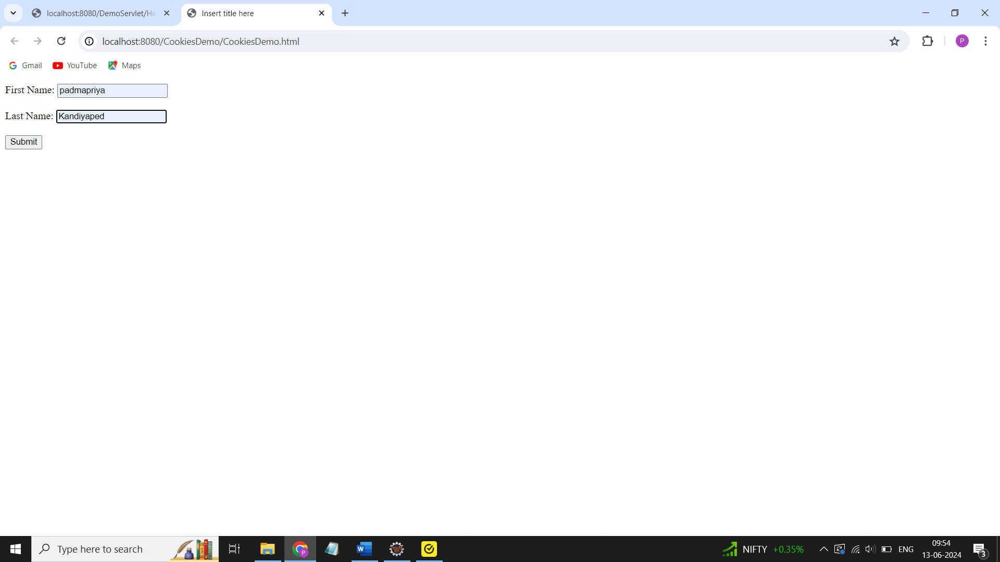 localhost:8080/DemoServlet/He
Insert title here
localhost:8080/CookiesDemo/CookiesDemo.html
P
Gmail
YouTube
Maps
First Name: padmapriya
Last Name: Kandiyaped
Submit
Type here to search
P
W
NIFTY +0.35%
ENG
09:54
13-06-2024
3